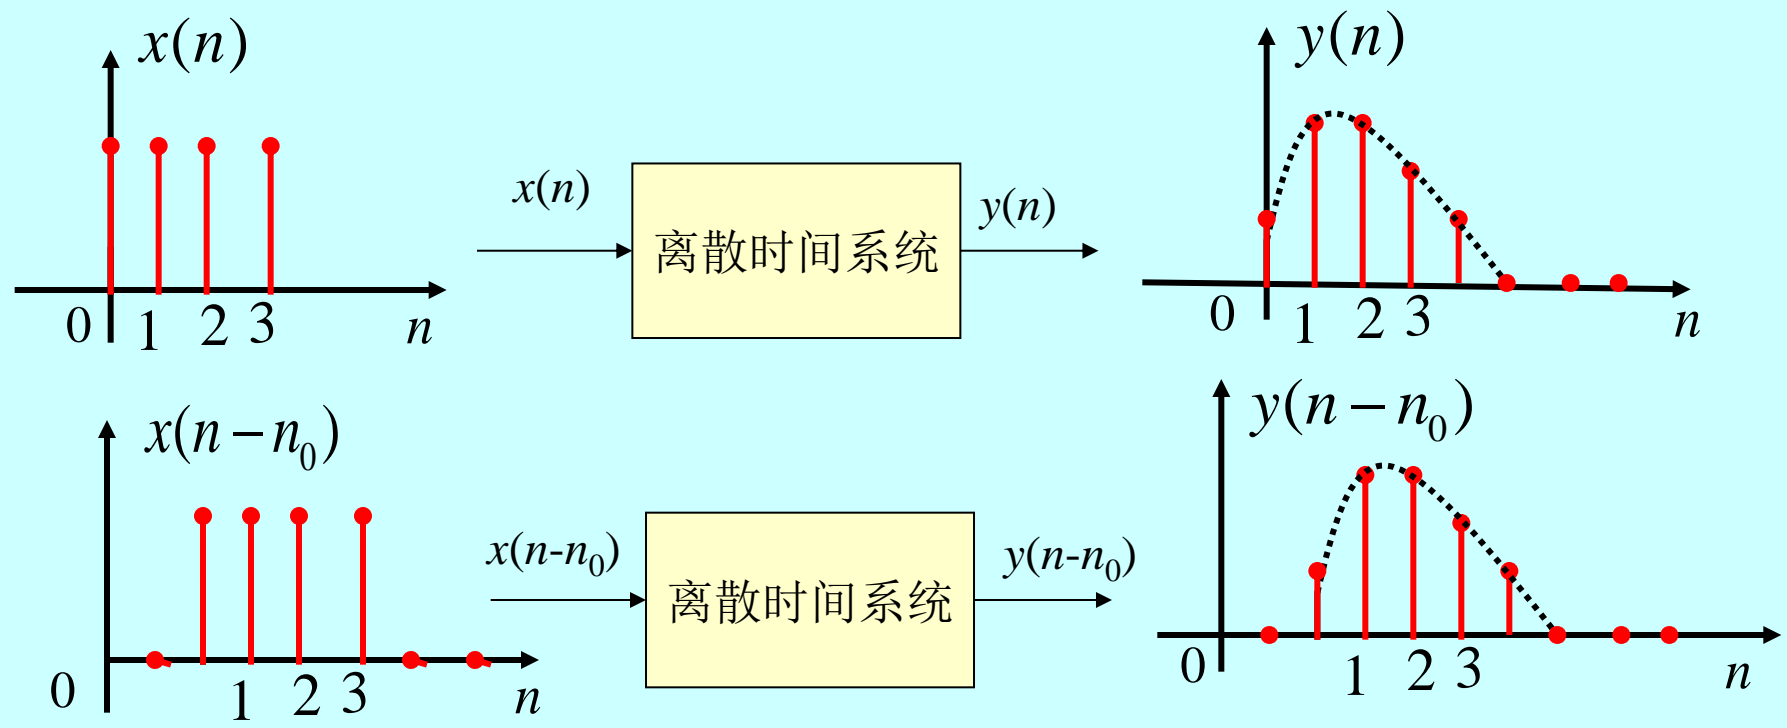 x(n)
0 1 2 3 n
x(n)
离散时间系统
y(n)
y(n)
0 1 2 3 n
x(n-n₀)
0 1 2 3 n
x(n-n₀)
离散时间系统
y(n-n₀)
y(n-n₀)
0 1 2 3 n